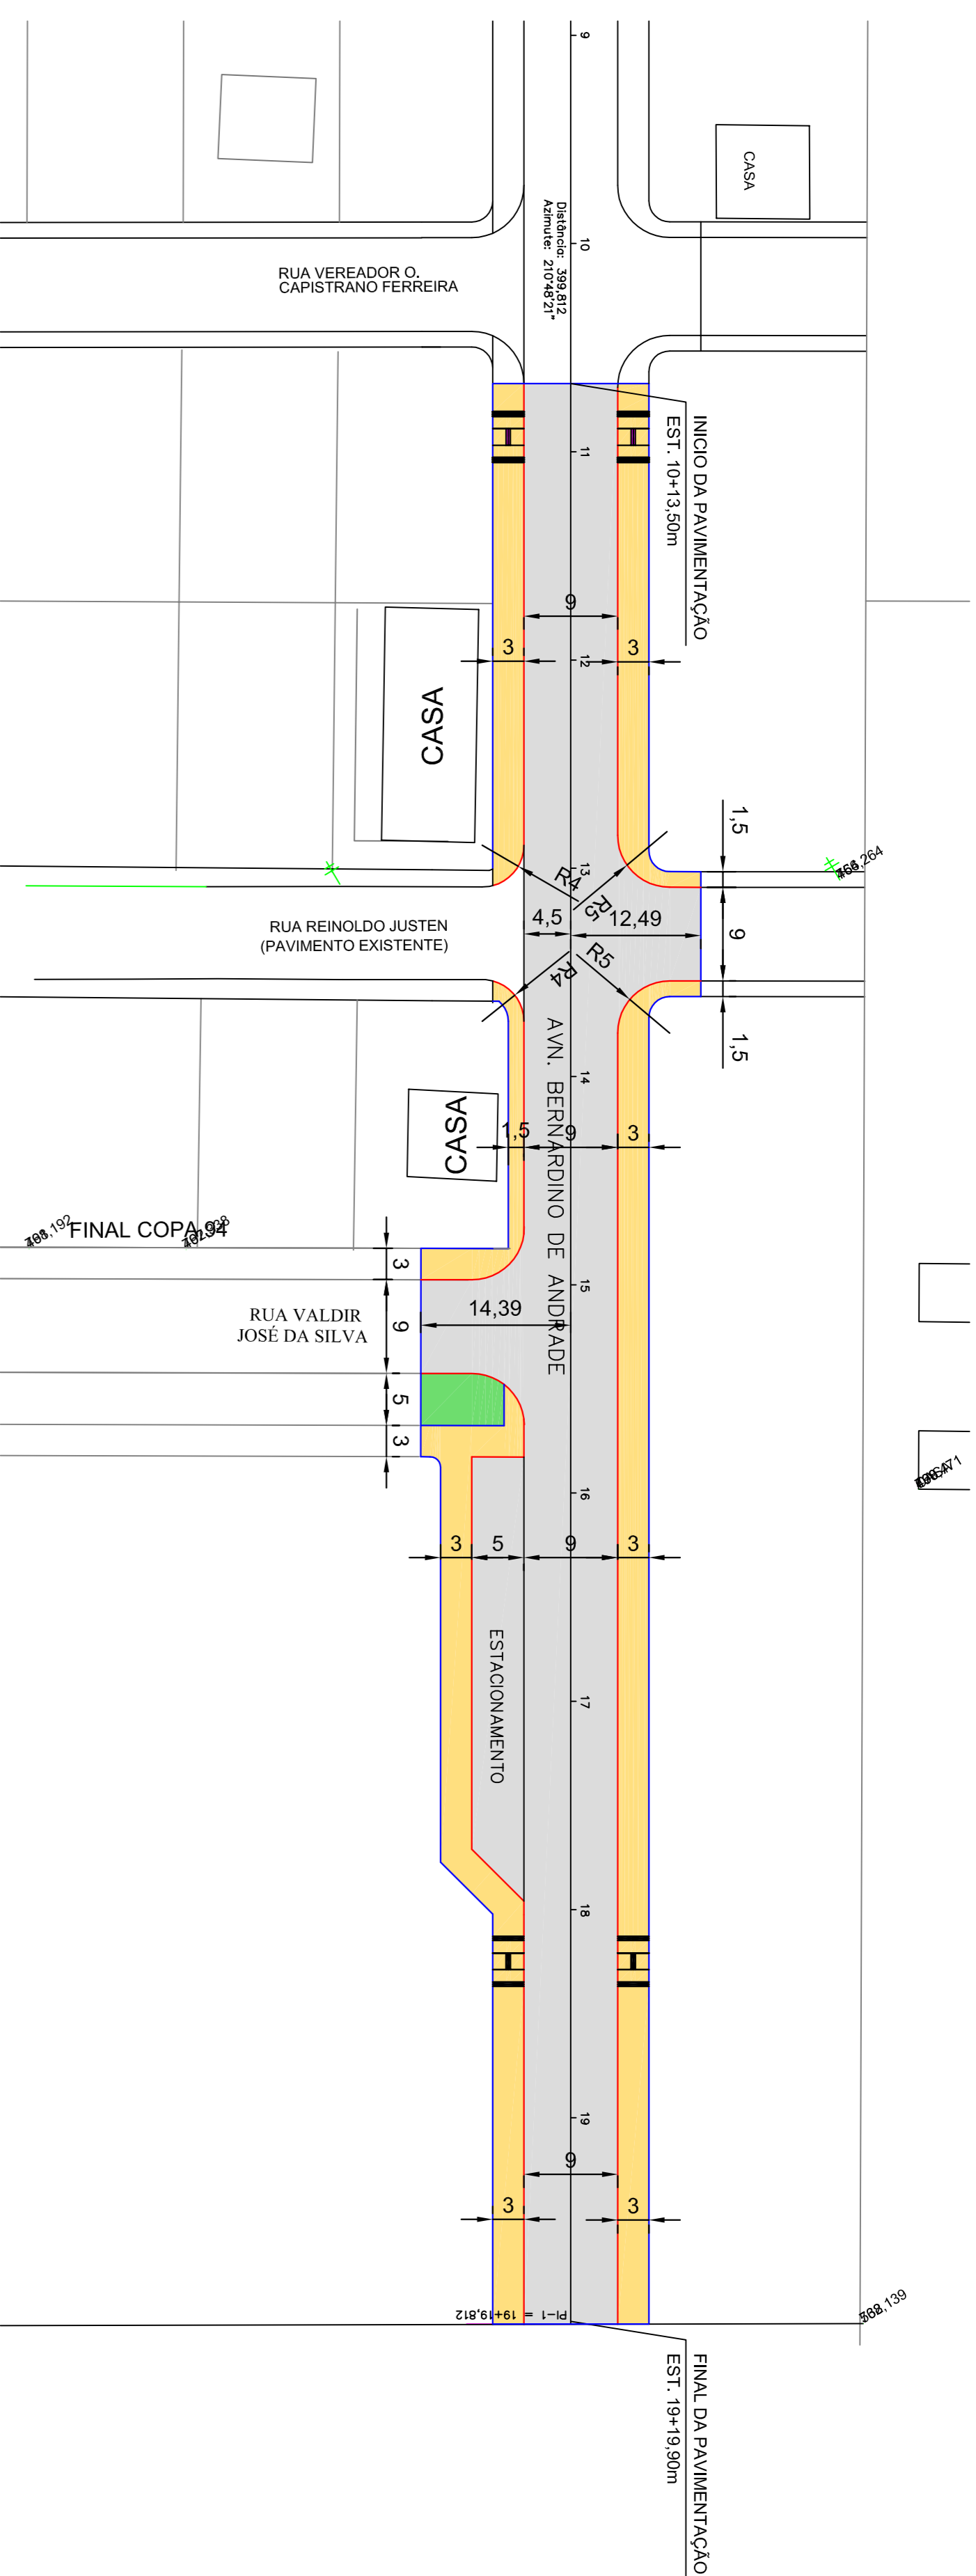 9
CASA
Distância: 399,812
Azimute: 210°48'21"
10
RUA VEREADOR O.
CAPISTRANO FERREIRA
INICIO DA PAVIMENTAÇÃO
EST. 10+13,50m
11
9
3
12
3
CASA
1,5
13
R4
R5
4,5
12,49
9
RUA REINOLDO JUSTEN
(PAVIMENTO EXISTENTE)
R4
R5
1,5
AVN. BERNARDINO DE ANDRADE
14
CASA
1,5
9
3
FINAL COPA 94
3
15
14,39
RUA VALDIR
JOSÉ DA SILVA
9
5
3
16
3
5
9
3
ESTACIONAMENTO
17
18
19
9
3
3
PI-1 = 19+19,812
FINAL DA PAVIMENTAÇÃO
EST. 19+19,90m